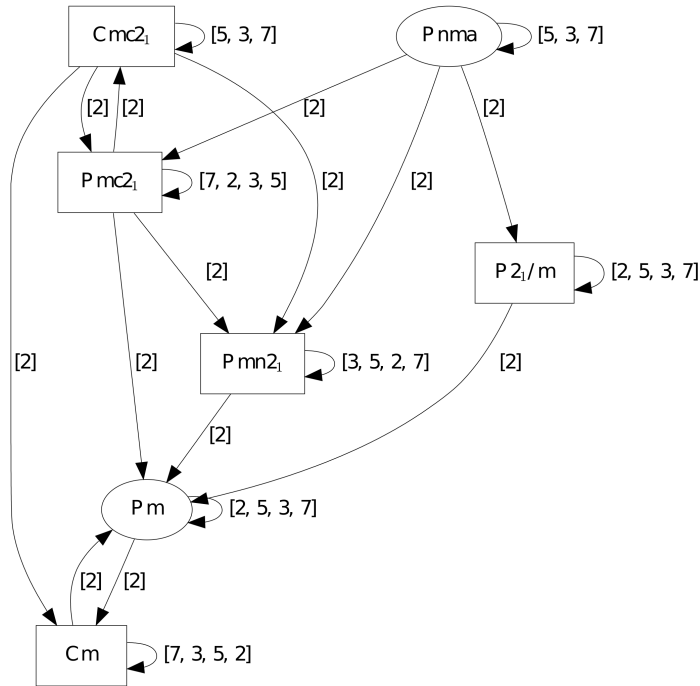 Cmc2₁ [5, 3, 7] Pnma [5, 3, 7]
[2] [2] [2] [2]
Pmc2₁ [7, 2, 3, 5] [2] [2]
[2] P2₁/m [2, 5, 3, 7]
[2] [2] Pmn2₁ [3, 5, 2, 7] [2]
[2]
Pm [2, 5, 3, 7]
[2] [2]
Cm [7, 3, 5, 2]